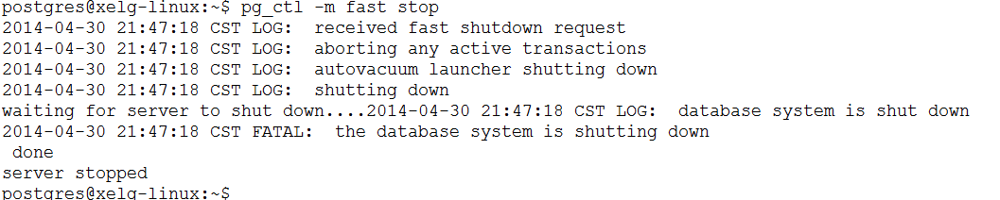 postgres@xelg-linux:~$ pg_ctl -m fast stop
2014-04-30 21:47:18 CST LOG:  received fast shutdown request
2014-04-30 21:47:18 CST LOG:  aborting any active transactions
2014-04-30 21:47:18 CST LOG:  autovacuum launcher shutting down
2014-04-30 21:47:18 CST LOG:  shutting down
waiting for server to shut down....2014-04-30 21:47:18 CST LOG:  database system is shut down
2014-04-30 21:47:18 CST FATAL:  the database system is shutting down
 done
server stopped
postgres@xelg-linux:~$